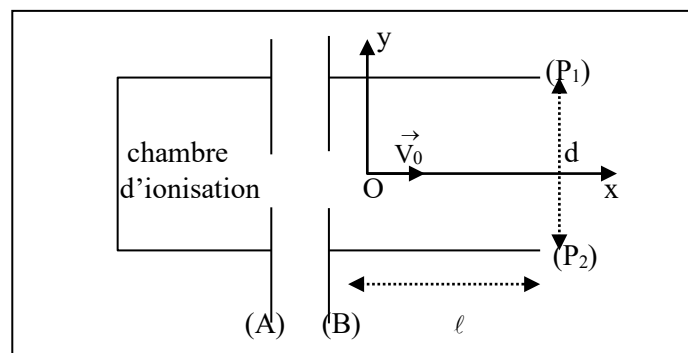 y
(P₁)
chambre
d'ionisation
V₀
d
O
x
(P₂)
(A)
(B)
ℓ